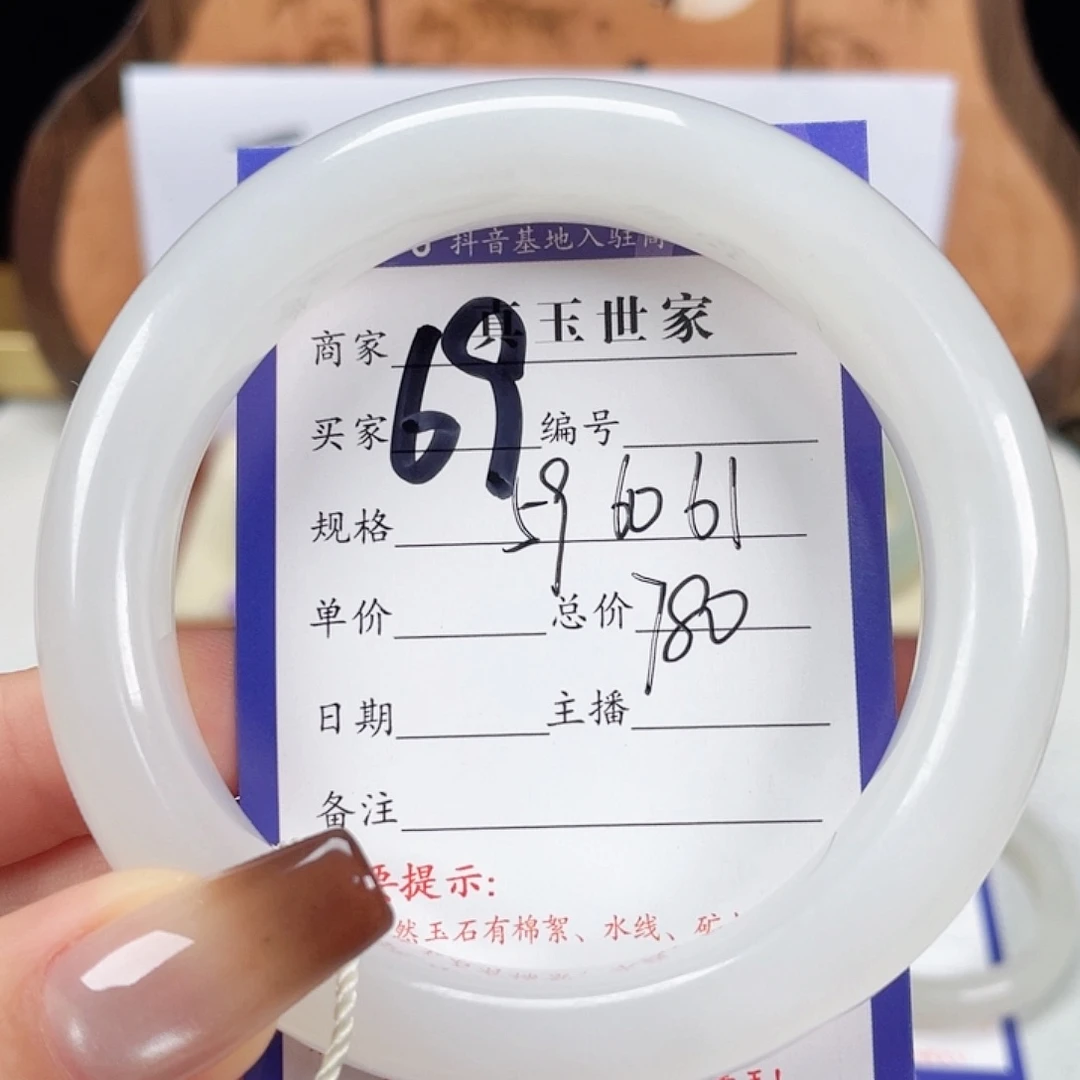 抖音基地入驻商
商家 真玉世家
69
买家 编号
规格 59 60 61
单价 总价 780
日期 主播
备注
要提示:
然玉石有棉絮、水线、矿